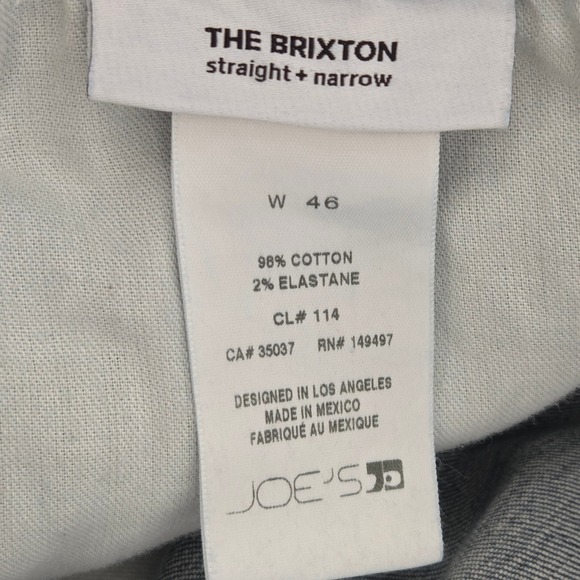 THE BRIXTON
straight + narrow
W 46
98% COTTON
2% ELASTANE
CL# 114
CA# 35037 RN# 149497
DESIGNED IN LOS ANGELES
MADE IN MEXICO
FABRIQUÉ AU MEXIQUE
JOE'S